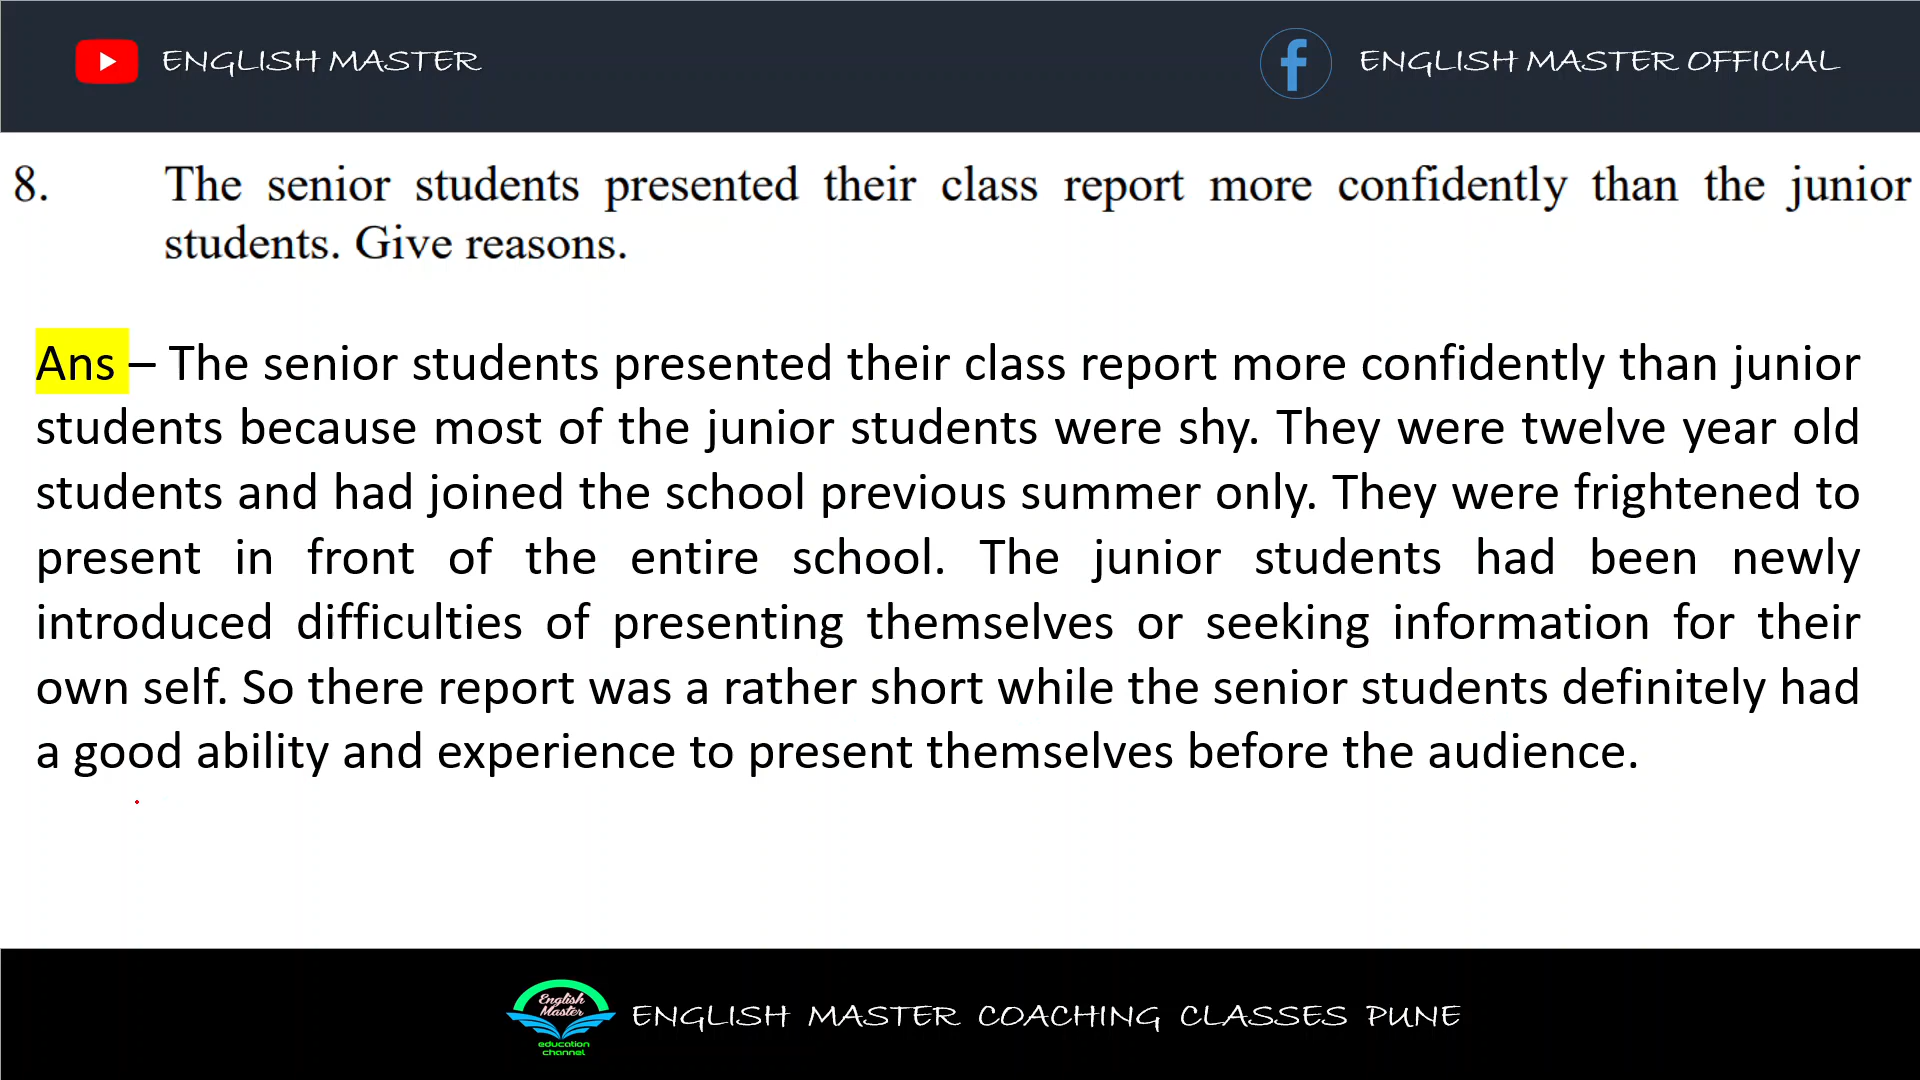 ENGLISH MASTER
ENGLISH MASTER OFFICIAL
8. The senior students presented their class report more confidently than the junior
students. Give reasons.
Ans – The senior students presented their class report more confidently than junior
students because most of the junior students were shy. They were twelve year old
students and had joined the school previous summer only. They were frightened to
present in front of the entire school. The junior students had been newly
introduced difficulties of presenting themselves or seeking information for their
own self. So there report was a rather short while the senior students definitely had
a good ability and experience to present themselves before the audience.
English
Master
education
channel
ENGLISH MASTER COACHING CLASSES PUNE